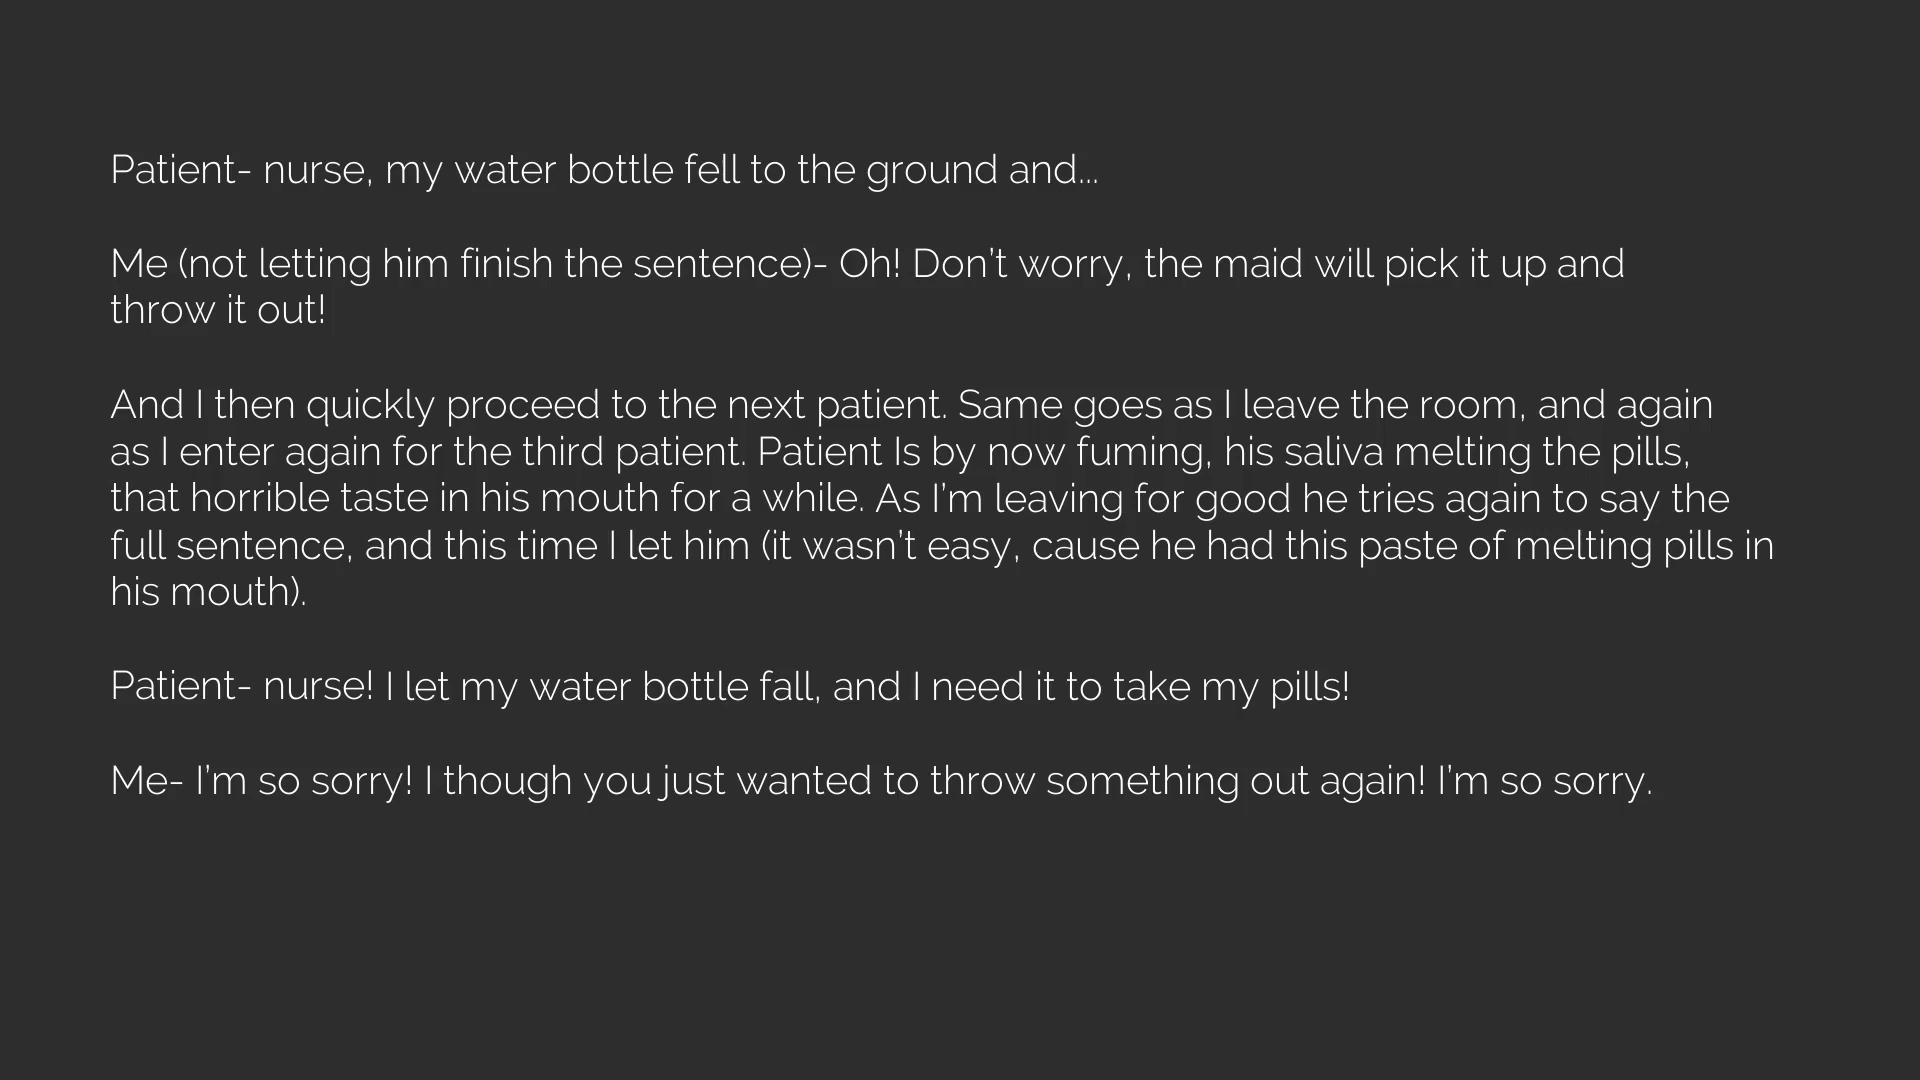 Patient- nurse, my water bottle fell to the ground and...
Me (not letting him finish the sentence)- Oh! Don't worry, the maid will pick it up and
throw it out!
And I then quickly proceed to the next patient. Same goes as I leave the room, and again
as I enter again for the third patient. Patient Is by now fuming, his saliva melting the pills,
that horrible taste in his mouth for a while. As I'm leaving for good he tries again to say the
full sentence, and this time I let him (it wasn't easy, cause he had this paste of melting pills in
his mouth).
Patient- nurse! I let my water bottle fall, and I need it to take my pills!
Me- I'm so sorry! I though you just wanted to throw something out again! I'm so sorry.